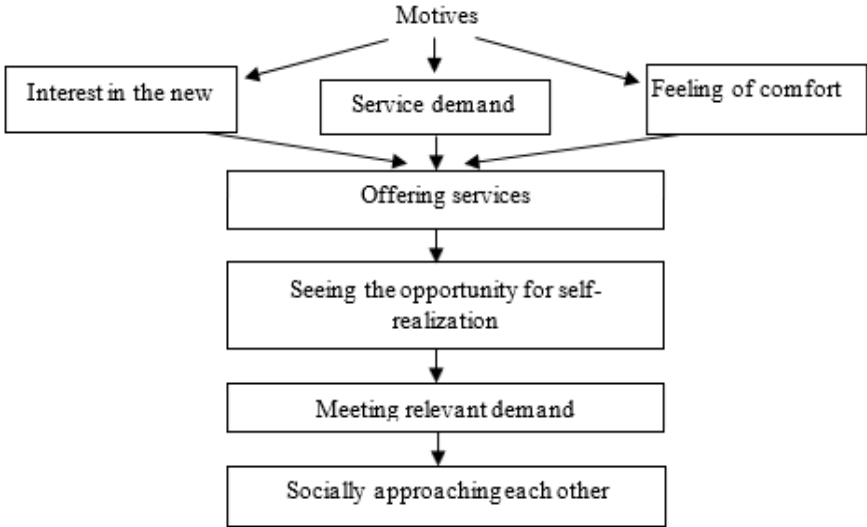 Motives
Interest in the new
Service demand
Feeling of comfort
Offering services
Seeing the opportunity for self-
realization
Meeting relevant demand
Socially approaching each other